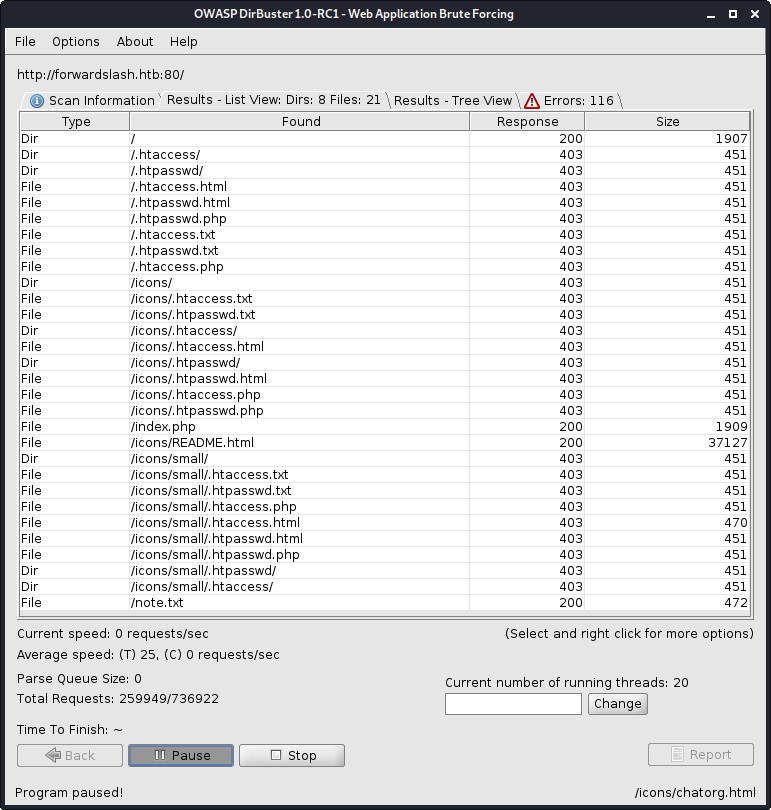 OWASP DirBuster 1.0-RC1 - Web Application Brute Forcing
File Options About Help
http://forwardslash.htb:80/
Scan Information Results - List View: Dirs: 8 Files: 21 Results - Tree View Errors: 116
Type Found Response Size
Dir / 200 1907
Dir /.htaccess/ 403 451
Dir /.htpasswd/ 403 451
File /.htaccess.html 403 451
File /.htpasswd.html 403 451
File /.htpasswd.php 403 451
File /.htaccess.txt 403 451
File /.htpasswd.txt 403 451
File /.htaccess.php 403 451
Dir /icons/ 403 451
File /icons/.htaccess.txt 403 451
File /icons/.htpasswd.txt 403 451
Dir /icons/.htaccess/ 403 451
File /icons/.htaccess.html 403 451
Dir /icons/.htpasswd/ 403 451
File /icons/.htpasswd.html 403 451
File /icons/.htaccess.php 403 451
File /icons/.htpasswd.php 403 451
File /index.php 200 1909
File /icons/README.html 200 37127
Dir /icons/small/ 403 451
File /icons/small/.htaccess.txt 403 451
File /icons/small/.htpasswd.txt 403 451
File /icons/small/.htaccess.php 403 451
File /icons/small/.htaccess.html 403 470
File /icons/small/.htpasswd.html 403 451
File /icons/small/.htpasswd.php 403 451
Dir /icons/small/.htpasswd/ 403 451
Dir /icons/small/.htaccess/ 403 451
File /note.txt 200 472
Current speed: 0 requests/sec (Select and right click for more options)
Average speed: (T) 25, (C) 0 requests/sec
Parse Queue Size: 0 Current number of running threads: 20
Total Requests: 259949/736922 Change
Time To Finish: ~
Back Pause Stop Report
Program paused! /icons/chatorg.html